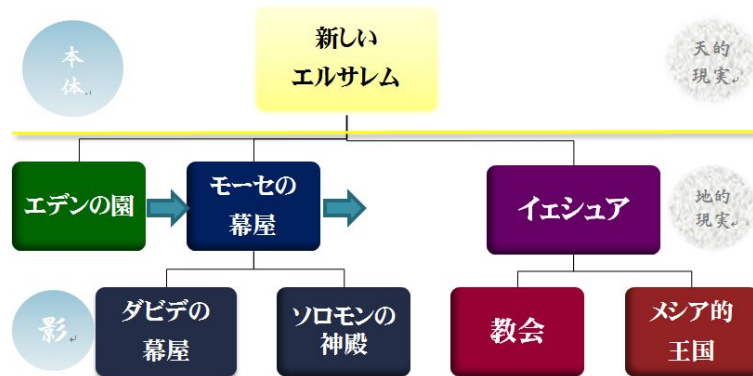 本
体
新しい
エルサレム
天的
現実
エデンの園
モーセの
幕屋
イェシュア
地的
現実
影
ダビデの
幕屋
ソロモンの
神殿
教会
メシア的
王国